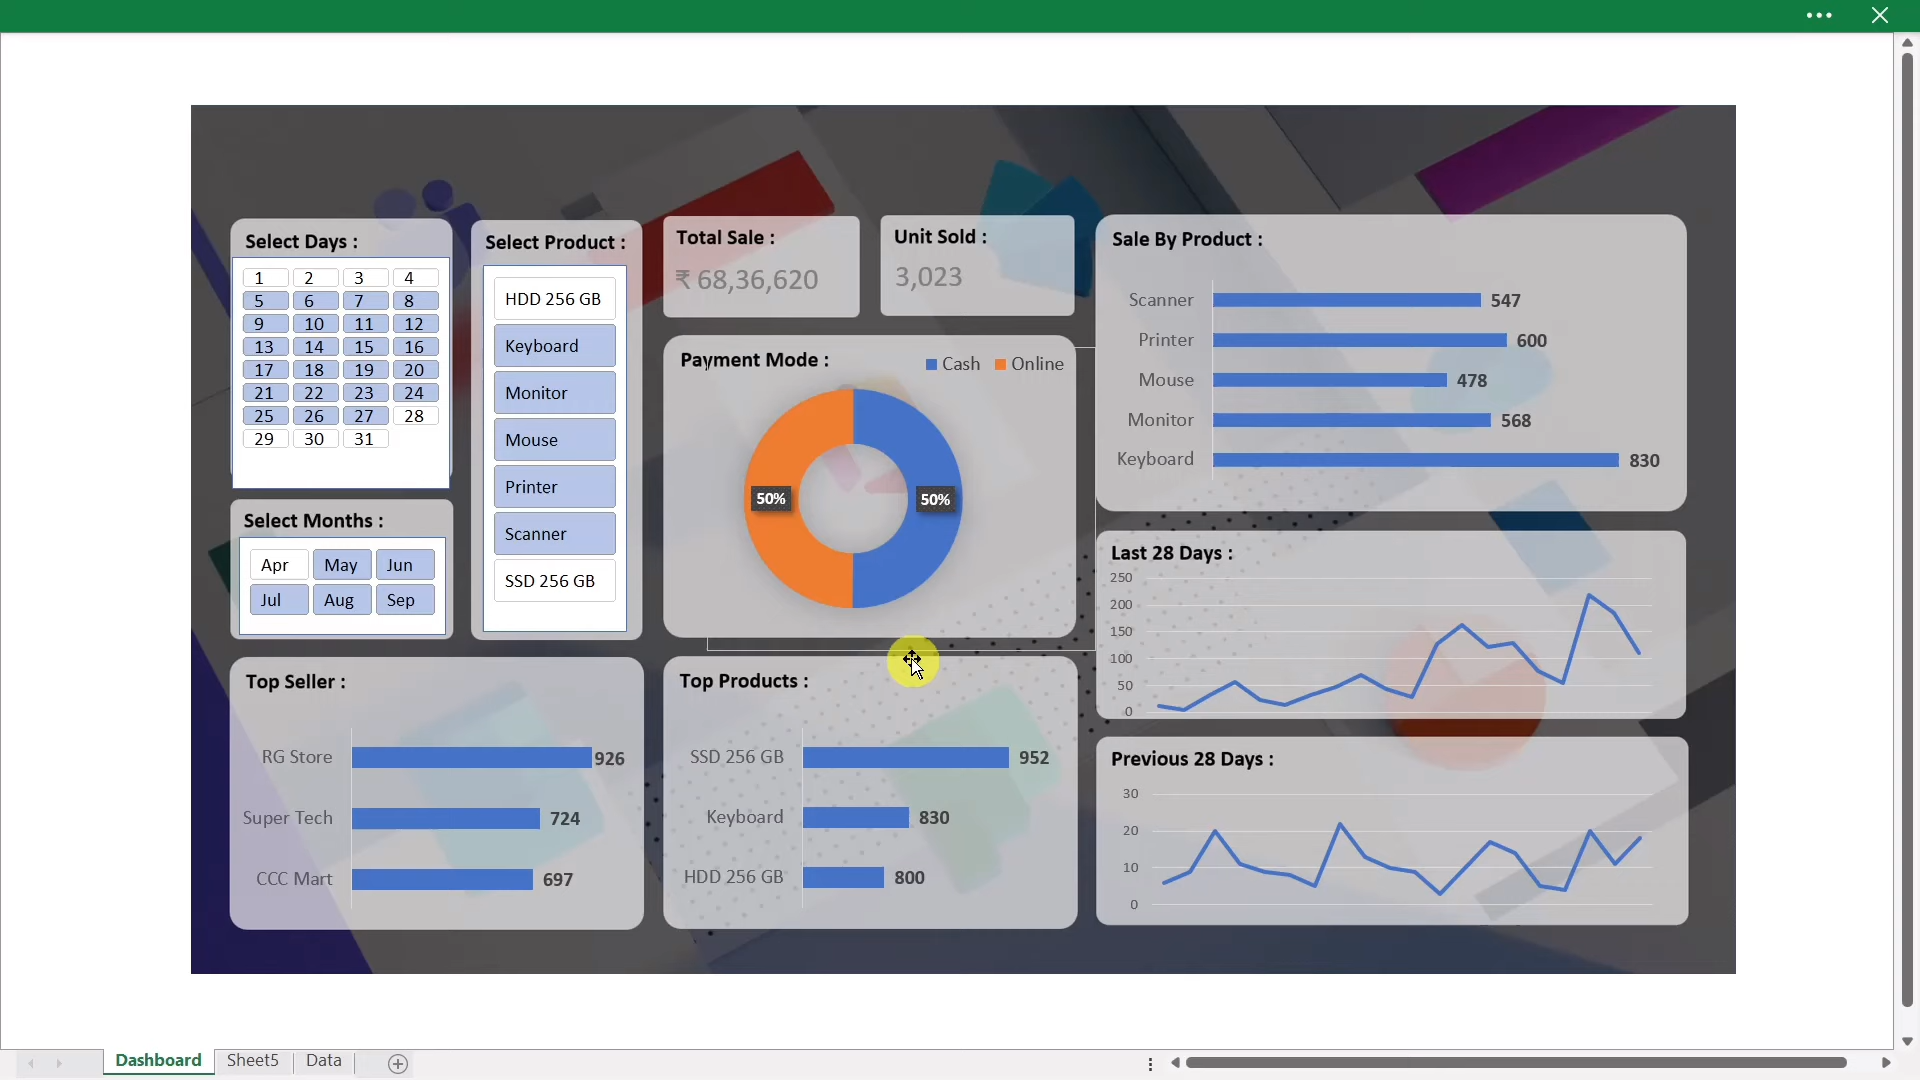 Select Days :
1 2 3 4
5 6 7 8
9 10 11 12
13 14 15 16
17 18 19 20
21 22 23 24
25 26 27 28
29 30 31
Select Months :
Apr May Jun
Jul Aug Sep
Select Product :
HDD 256 GB
Keyboard
Monitor
Mouse
Printer
Scanner
SSD 256 GB
Total Sale :
₹ 68,36,620
Unit Sold :
3,023
Payment Mode :
Cash Online
50% 50%
Sale By Product :
Scanner 547
Printer 600
Mouse 478
Monitor 568
Keyboard 830
Last 28 Days :
250
200
150
100
50
0
Top Seller :
RG Store 926
Super Tech 724
CCC Mart 697
Top Products :
SSD 256 GB 952
Keyboard 830
HDD 256 GB 800
Previous 28 Days :
30
20
10
0
Dashboard Sheet5 Data